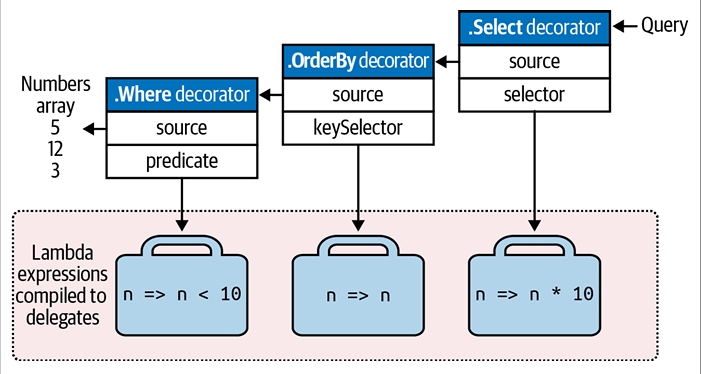 .Select decorator
Query
source
selector
.OrderBy decorator
source
keySelector
.Where decorator
source
predicate
Numbers
array
5
12
3
Lambda
expressions
compiled to
delegates
n => n < 10
n => n
n => n * 10